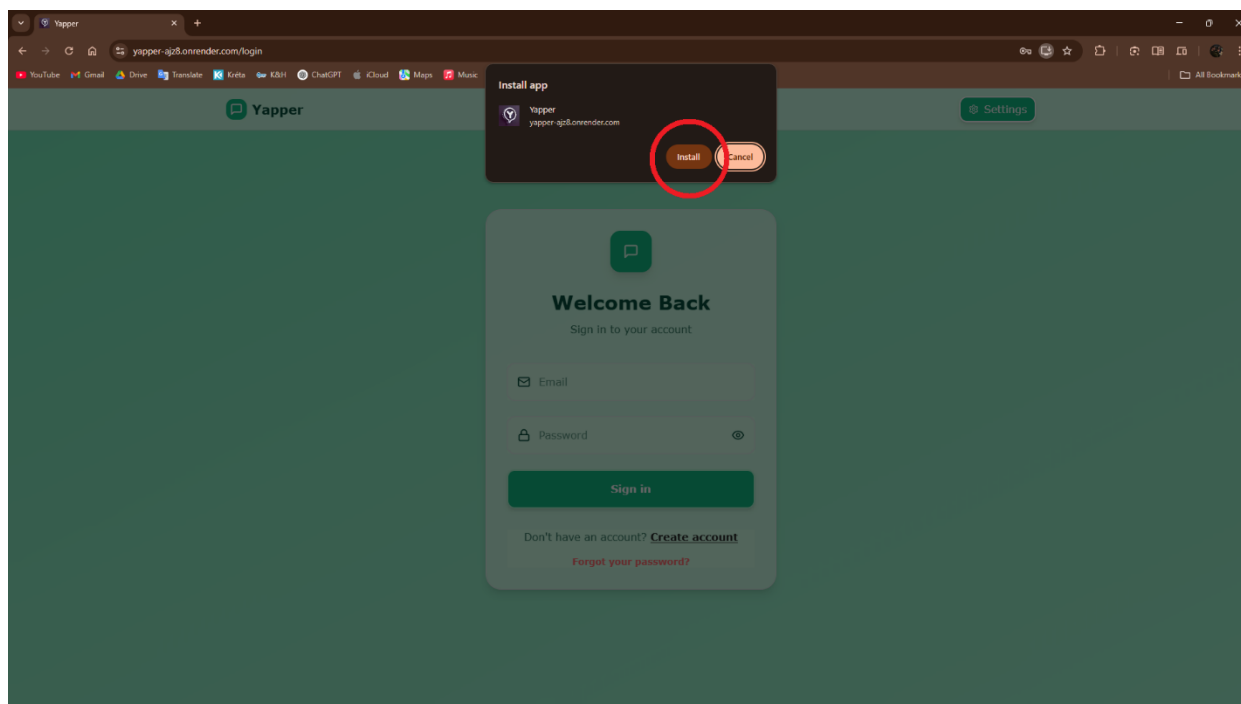 Yapper
yapper-ajz8.onrender.com/login
YouTube Gmail Drive Translate Kréta K&H ChatGPT iCloud Maps Music
All Bookmark
Yapper
Settings
Install app
Yapper
yapper-ajz8.onrender.com
Install Cancel
Welcome Back
Sign in to your account
Email
Password
Sign in
Don't have an account? Create account
Forgot your password?